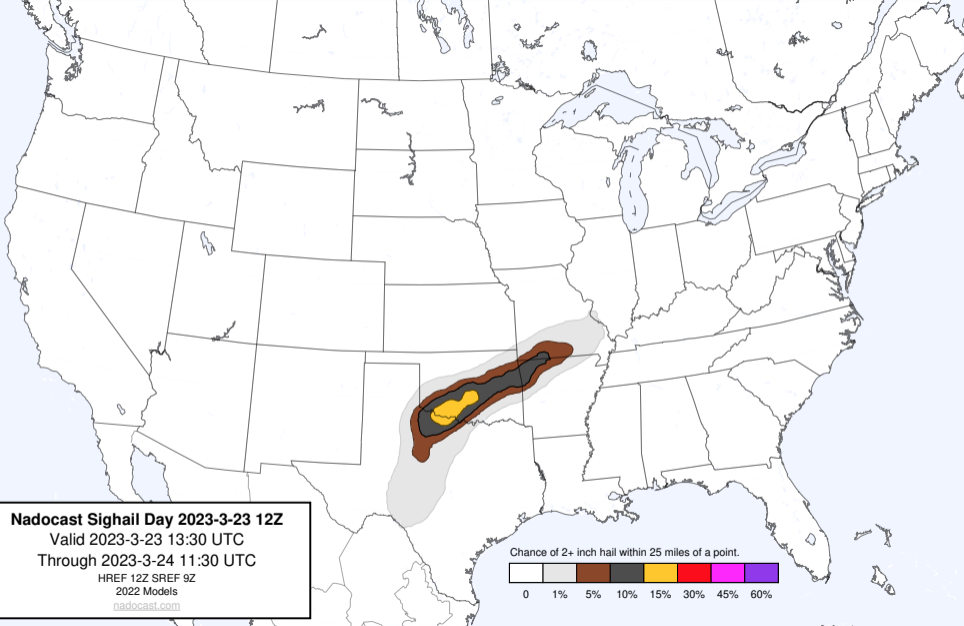 Nadocast Sighail Day 2023-3-23 12Z
Valid 2023-3-23 13:30 UTC
Through 2023-3-24 11:30 UTC
HREF 12Z SREF 9Z
2022 Models
nadocast.com
Chance of 2+ inch hail within 25 miles of a point.
0 1% 5% 10% 15% 30% 45% 60%